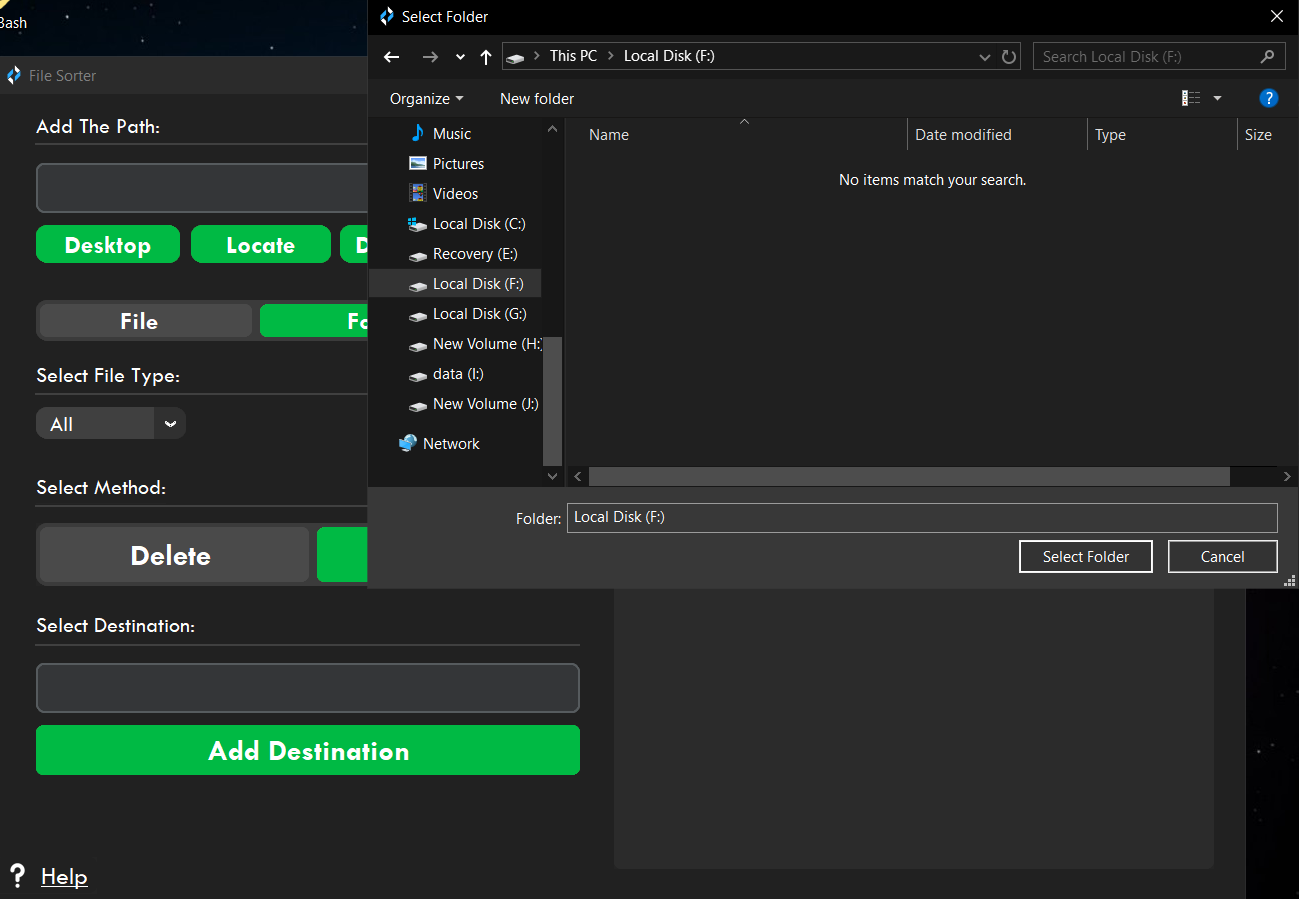 Bash
File Sorter
Add The Path:
Desktop
Locate
File
Select File Type:
All
Select Method:
Delete
Select Destination:
Add Destination
? Help
Select Folder
This PC > Local Disk (F:)
Search Local Disk (F:)
Organize
New folder
?
Music
Pictures
Videos
Local Disk (C:)
Recovery (E:)
Local Disk (F:)
Local Disk (G:)
New Volume (H:)
data (I:)
New Volume (J:)
Network
Name
Date modified
Type
Size
No items match your search.
Folder:
Local Disk (F:)
Select Folder
Cancel